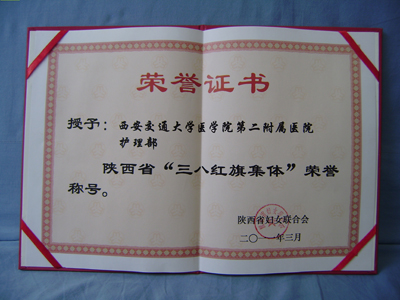 荣誉证书
授予：西安交通大学医学院第二附属医院
护理部
陕西省“三八红旗集体”荣誉
称号。
陕西省妇女联合会
二〇一一年三月